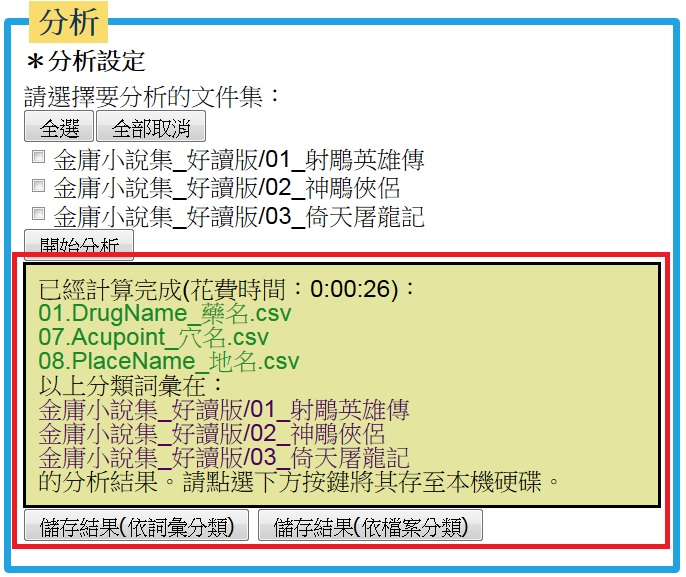 分析
＊分析設定
請選擇要分析的文件集：
全選 全部取消
金庸小說集_好讀版/01_射鵰英雄傳
金庸小說集_好讀版/02_神鵰俠侶
金庸小說集_好讀版/03_倚天屠龍記
開始分析
已經計算完成(花費時間：0:00:26)：
01.DrugName_藥名.csv
07.Acupoint_穴名.csv
08.PlaceName_地名.csv
以上分類詞彙在：
金庸小說集_好讀版/01_射鵰英雄傳
金庸小說集_好讀版/02_神鵰俠侶
金庸小說集_好讀版/03_倚天屠龍記
的分析結果。請點選下方按鍵將其存至本機硬碟。
儲存結果(依詞彙分類) 儲存結果(依檔案分類)